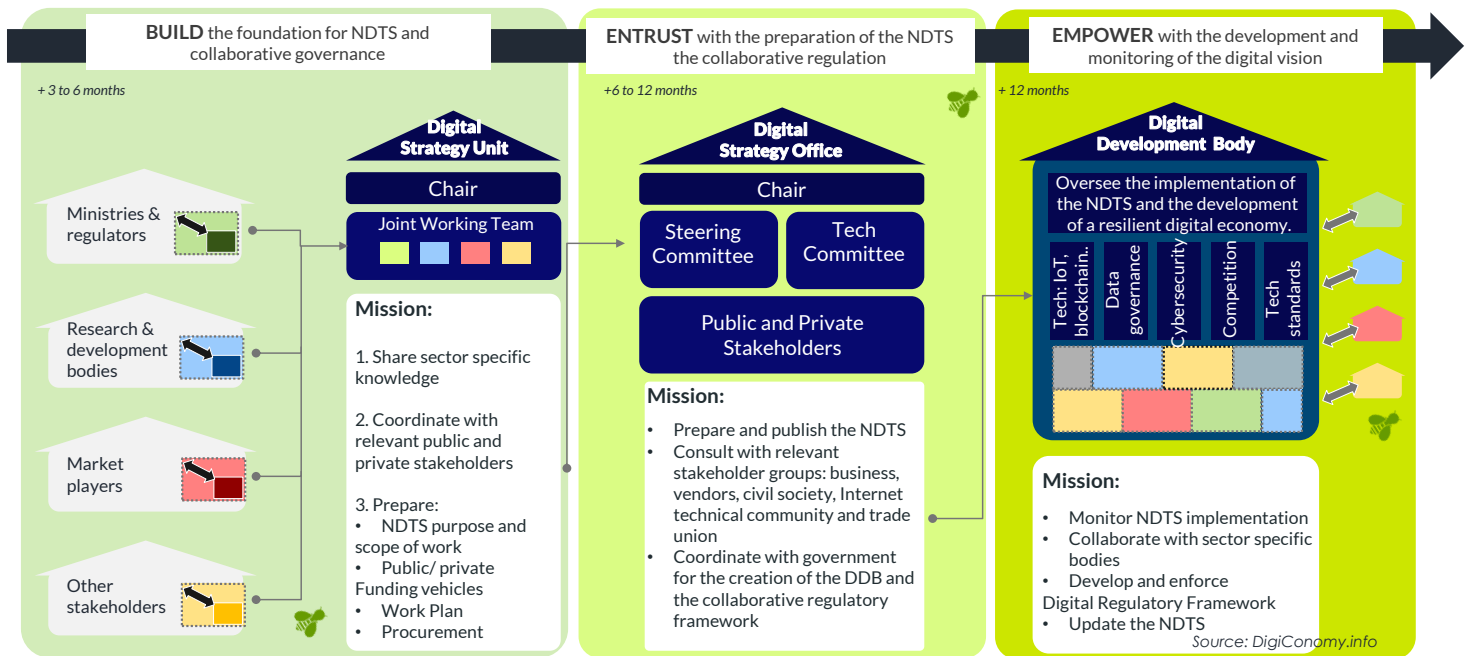 BUILD the foundation for NDTS and
collaborative governance
+ 3 to 6 months
Ministries &
regulators
Research &
development
bodies
Market
players
Other
stakeholders
Digital
Strategy Unit
Chair
Joint Working Team
Mission:
1. Share sector specific
knowledge
2. Coordinate with
relevant public and
private stakeholders
3. Prepare:
• NDTS purpose and
scope of work
• Public/ private
Funding vehicles
• Work Plan
• Procurement
ENTRUST with the preparation of the NDTS
the collaborative regulation
+6 to 12 months
Digital
Strategy Office
Chair
Steering
Committee
Tech
Committee
Public and Private
Stakeholders
Mission:
• Prepare and publish the NDTS
• Consult with relevant
stakeholder groups: business,
vendors, civil society, Internet
technical community and trade
union
• Coordinate with government
for the creation of the DDB and
the collaborative regulatory
framework
EMPOWER with the development and
monitoring of the digital vision
+ 12 months
Digital
Development Body
Oversee the implementation of
the NDTS and the development
of a resilient digital economy.
Tech: IoT,
blockchain..
Data
governance
Cybersecurity
Competition
Tech
standards
Mission:
• Monitor NDTS implementation
• Collaborate with sector specific
bodies
• Develop and enforce
Digital Regulatory Framework
• Update the NDTS
Source: DigiConomy.info